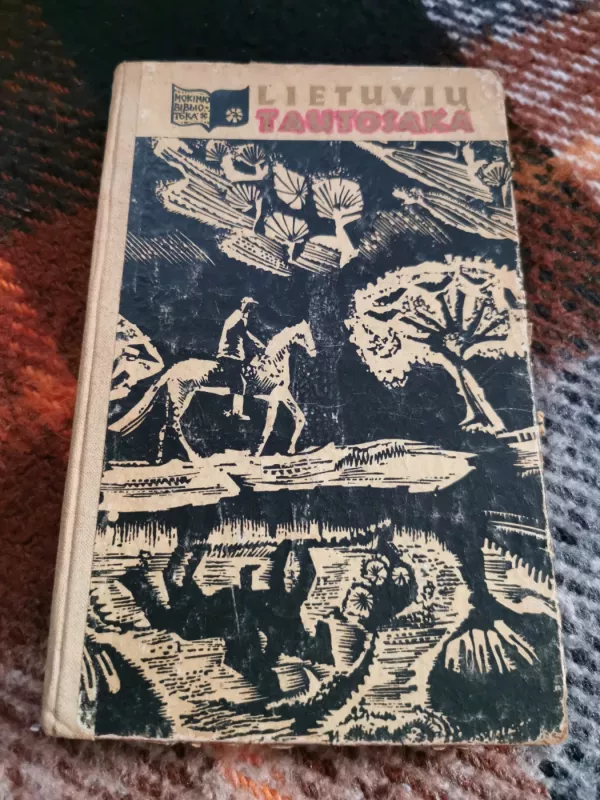 MOKINIO
BIBLIO-
TEKA
LIETUVIŲ
TAUTOSAKA